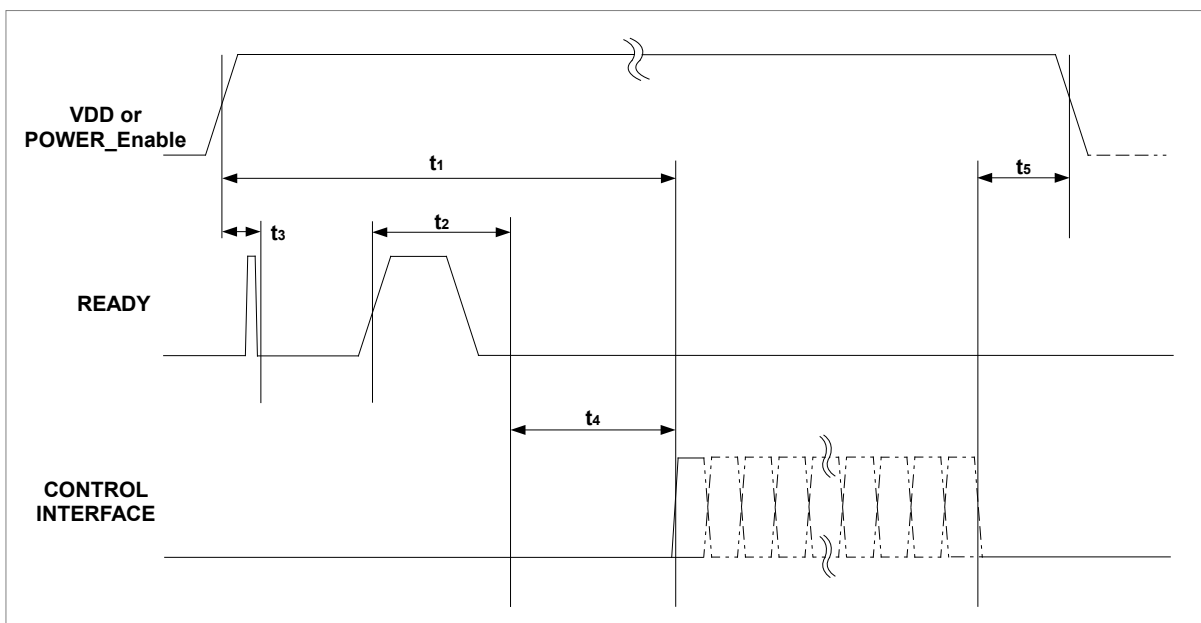 VDD or
POWER_Enable
t1
t5
t3
t2
READY
t4
CONTROL
INTERFACE